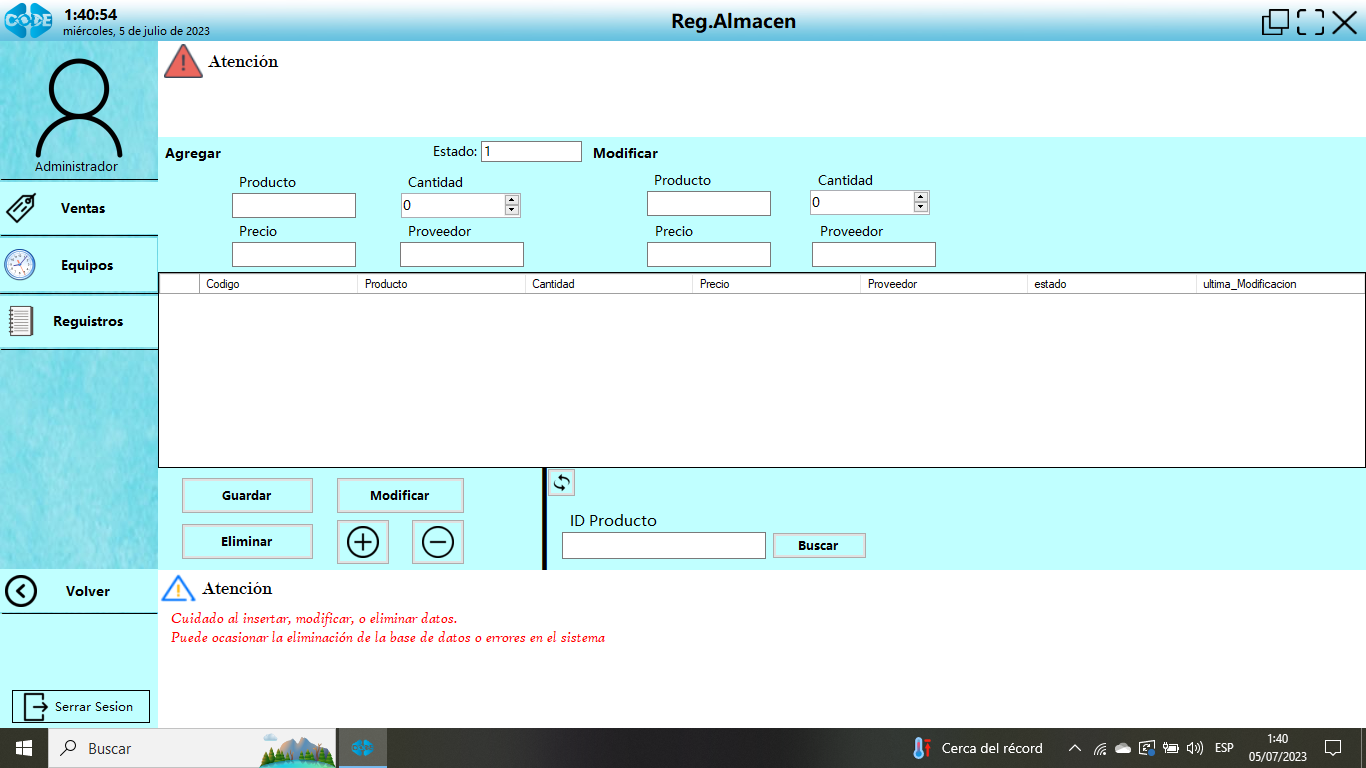 CODE
1:40:54
miércoles, 5 de julio de 2023
Reg.Almacen
Administrador
Ventas
Equipos
Reguistros
Volver
Serrar Sesion
Atención
Agregar
Estado: 1
Modificar
Producto Cantidad Producto Cantidad
0 0
Precio Proveedor Precio Proveedor
Codigo Producto Cantidad Precio Proveedor estado ultima_Modificacion
Guardar Modificar
Eliminar
ID Producto
Buscar
Atención
Cuidado al insertar, modificar, o eliminar datos.
Puede ocasionar la eliminación de la base de datos o errores en el sistema
Buscar
Cerca del récord
ESP
1:40
05/07/2023